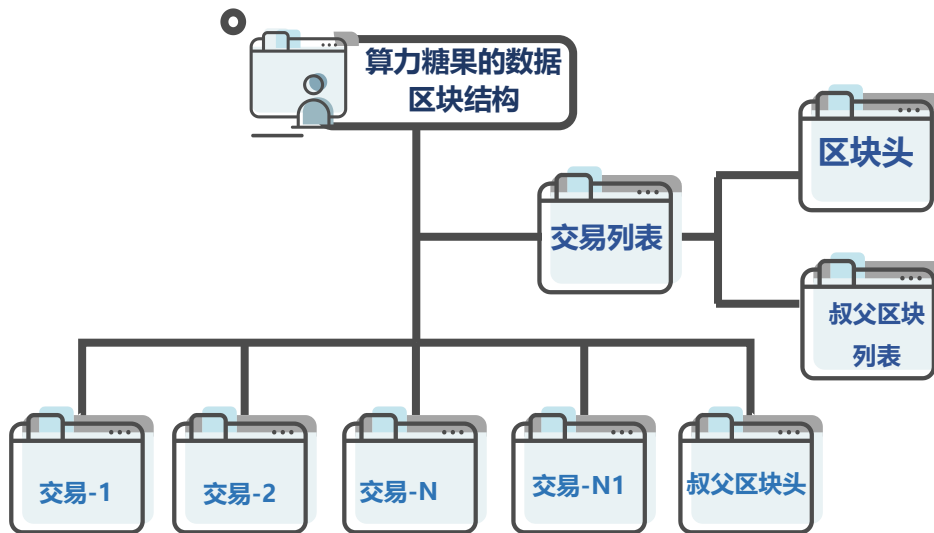 算力糖果的数据
区块结构
区块头
交易列表
叔父区块
列表
交易-1
交易-2
交易-N
交易-N1
叔父区块头